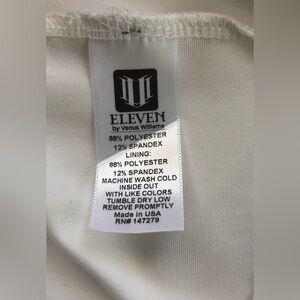 ELEVEN
by Venus Williams
88% POLYESTER
12% SPANDEX
LINING:
88% POLYESTER
12% SPANDEX
MACHINE WASH COLD
INSIDE OUT
WITH LIKE COLORS
TUMBLE DRY LOW
REMOVE PROMPTLY
Made in USA
RN# 147279